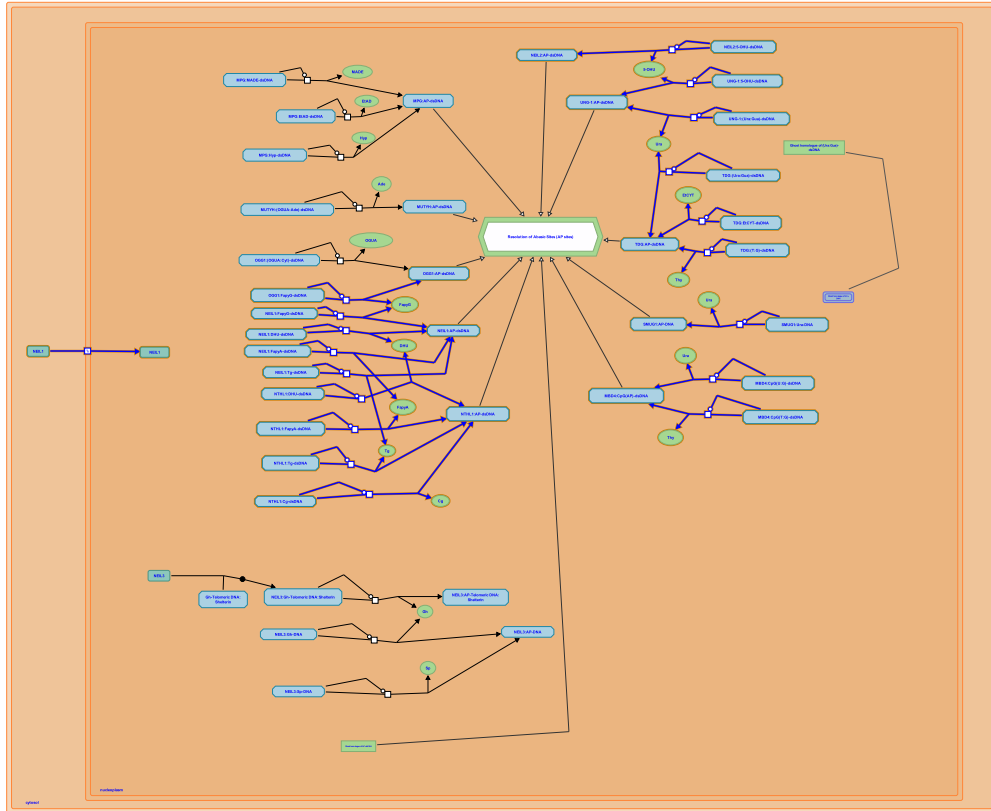 NEIL2:AP-dsDNA
NEIL2:5-DHU-dsDNA
MADE
MPG:MADE-dsDNA
5-DHU
UNG-1:5-DHU-dsDNA
EtAD
MPG:AP-dsDNA
UNG-1:AP-dsDNA
MPG:EtAD-dsDNA
UNG-1:(Ura:Gua)-dsDNA
Hyp
Ura
MPG:Hyp-dsDNA
TDG:(Ura:Gua)-dsDNA
Ade
EtCYT
MUTYH:(OGUA:Ade)-dsDNA
MUTYH:AP-dsDNA
TDG:EtCYT-dsDNA
OGUA
Resolution of Abasic Sites (AP sites)
TDG:AP-dsDNA
TDG:(T:G)-dsDNA
OGG1:(OGUA:Cyt)-dsDNA
OGG1:AP-dsDNA
Thy
OGG1:FapyG-dsDNA
FapyG
Ura
NEIL1:FapyG-dsDNA
NEIL1:AP-dsDNA
SMUG1:AP-DNA
SMUG1:Ura-DNA
NEIL1:DHU-dsDNA
DHU
NEIL1
NEIL1
NEIL1:FapyA-dsDNA
Ura
NEIL1:Tg-dsDNA
MBD4:CpG(U:G)-dsDNA
NTHL1:DHU-dsDNA
MBD4:CpG(AP)-dsDNA
FapyA
NTHL1:AP-dsDNA
MBD4:CpG(T:G)-dsDNA
NTHL1:FapyA-dsDNA
Thy
Tg
NTHL1:Tg-dsDNA
NTHL1:Cg-dsDNA
Cg
NEIL3
Gh-Telomeric DNA:
Shelterin
NEIL3:Gh-Telomeric DNA:Shelterin
NEIL3:AP-Telomeric DNA:
Shelterin
Gh
NEIL3:Gh-DNA
NEIL3:AP-DNA
Sp
NEIL3:Sp-DNA
nucleoplasm
cytosol